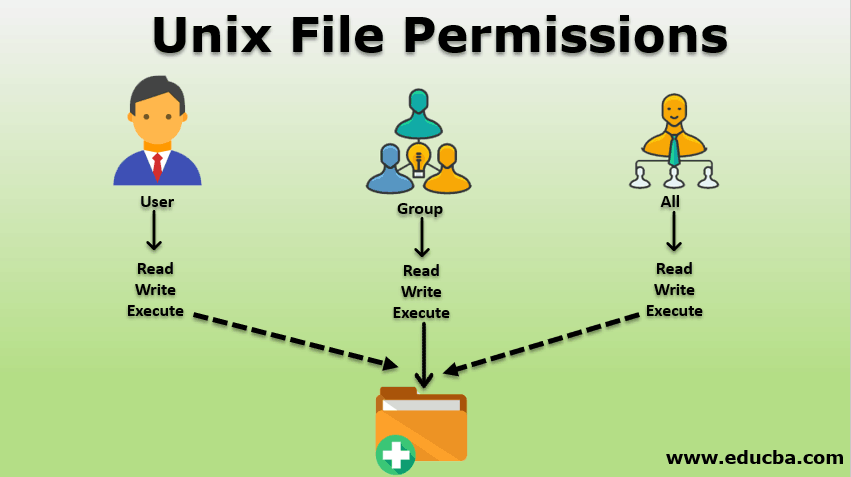 Unix File Permissions
User
Group
All
Read
Write
Execute
Read
Write
Execute
Read
Write
Execute
www.educba.com